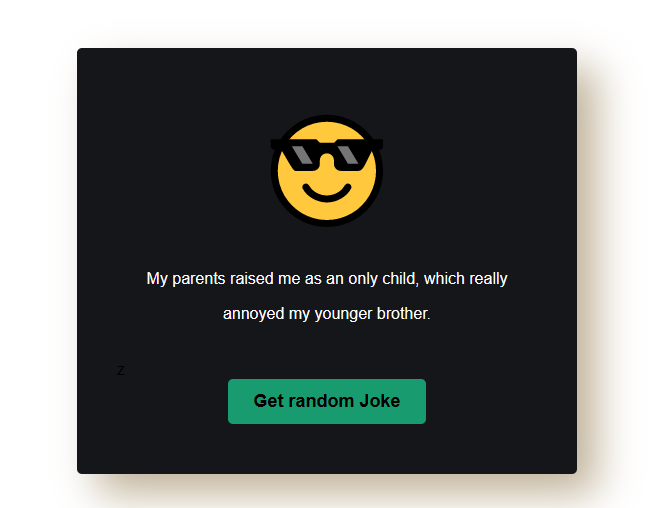 My parents raised me as an only child, which really
annoyed my younger brother.
z
Get random Joke